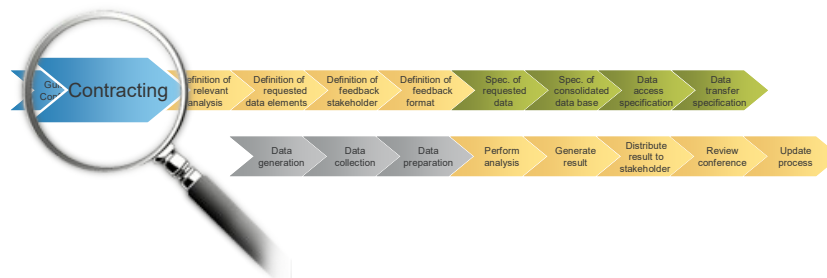 Contracting
efinition of
relevant
analysis
Definition of
requested
data elements
Definition of
feedback
stakeholder
Definition of
feedback
format
Spec. of
requested
data
Spec. of
consolidated
data base
Data
access
specification
Data
transfer
specification
Data
generation
Data
collection
Data
preparation
Perform
analysis
Generate
result
Distribute
result to
stakeholder
Review
conference
Update
process